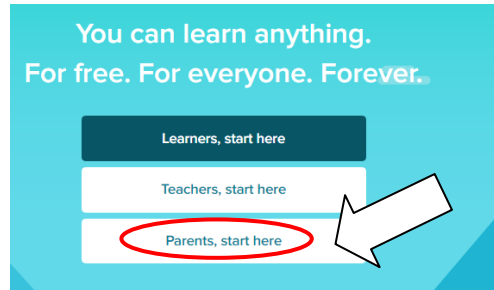 You can learn anything.
For free. For everyone. Forever.
Learners, start here
Teachers, start here
Parents, start here